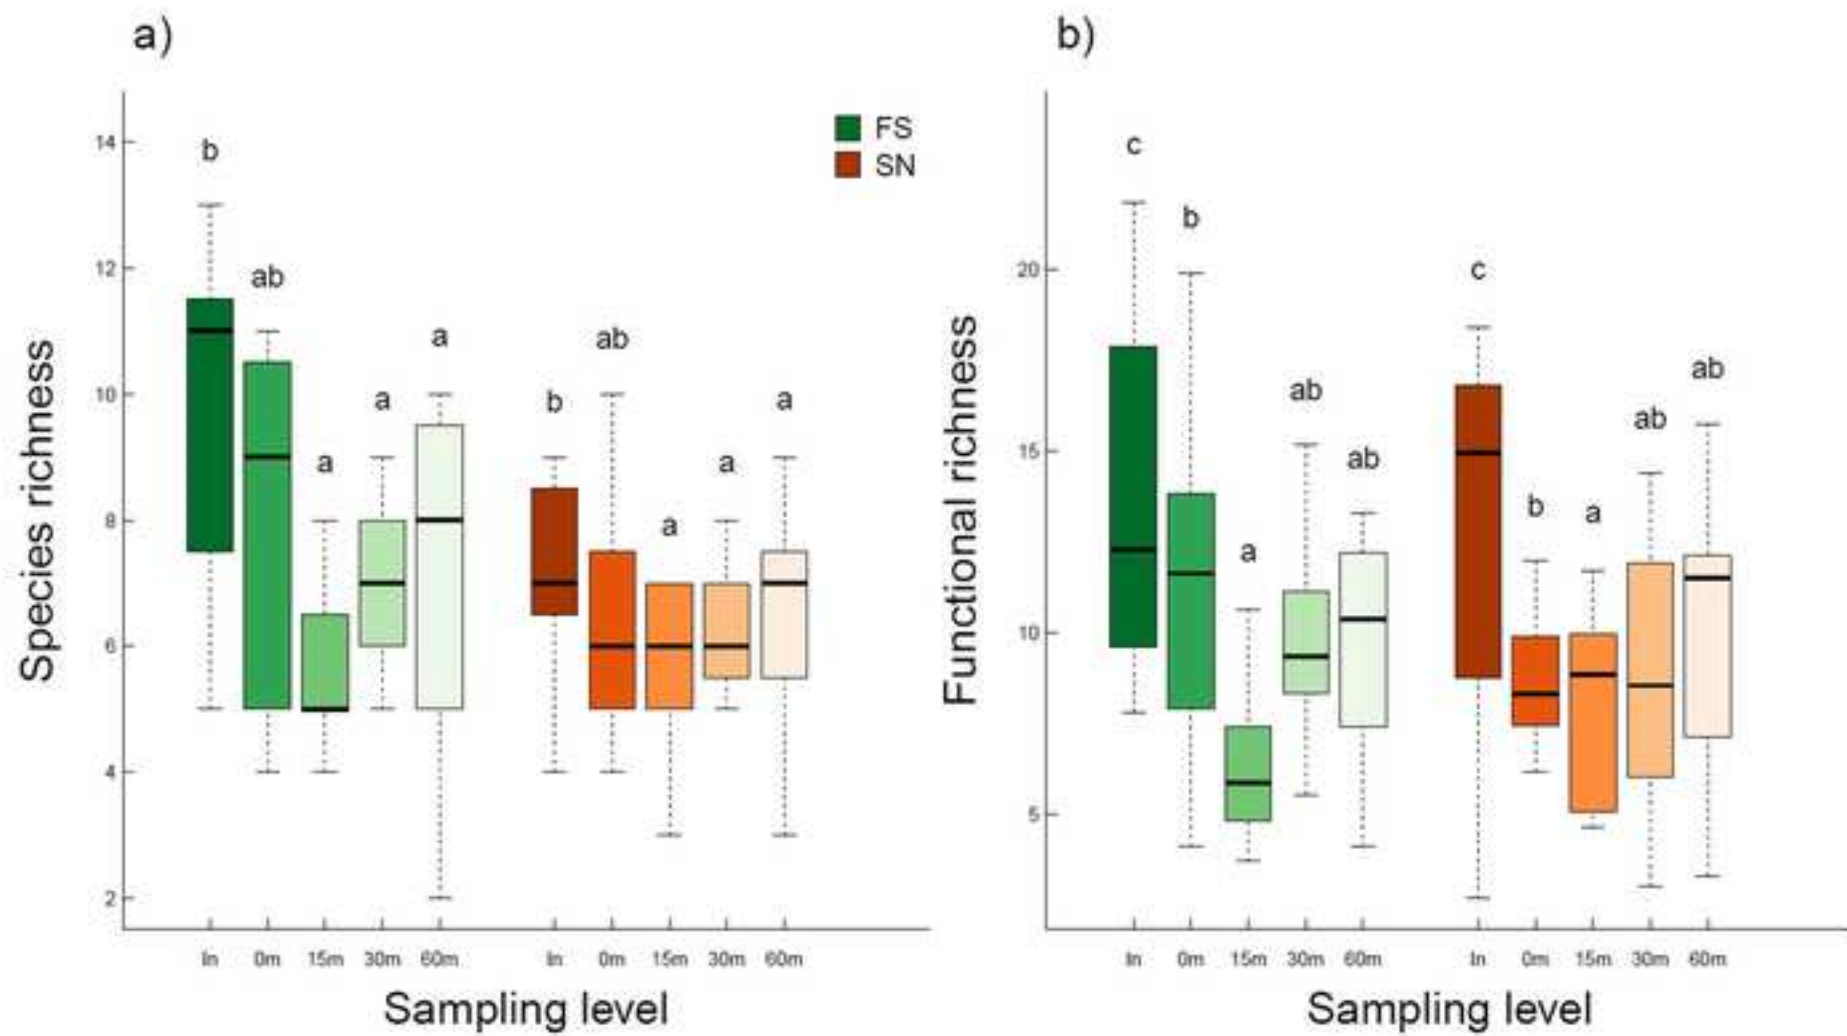 a)
b)
FS
SN
14
12
10
8
6
4
2
b
ab
a
a
a
b
ab
a
a
a
Species richness
In 0m 15m 30m 60m In 0m 15m 30m 60m
Sampling level
20
15
10
5
c
b
a
ab
ab
c
b
a
ab
ab
Functional richness
In 0m 15m 30m 60m In 0m 15m 30m 60m
Sampling level